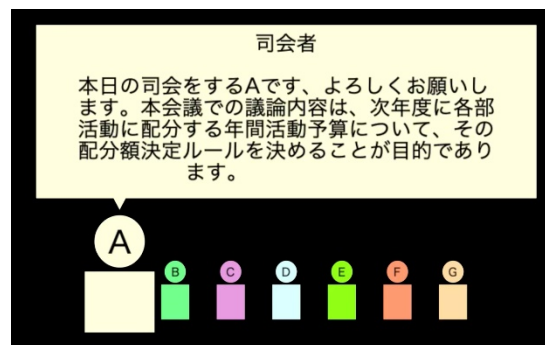 司会者
本日の司会をするAです、よろしくお願いし
ます。本会議での議論内容は、次年度に各部
活動に配分する年間活動予算について、その
配分額決定ルールを決めることが目的であり
ます。
A
B C D E F G